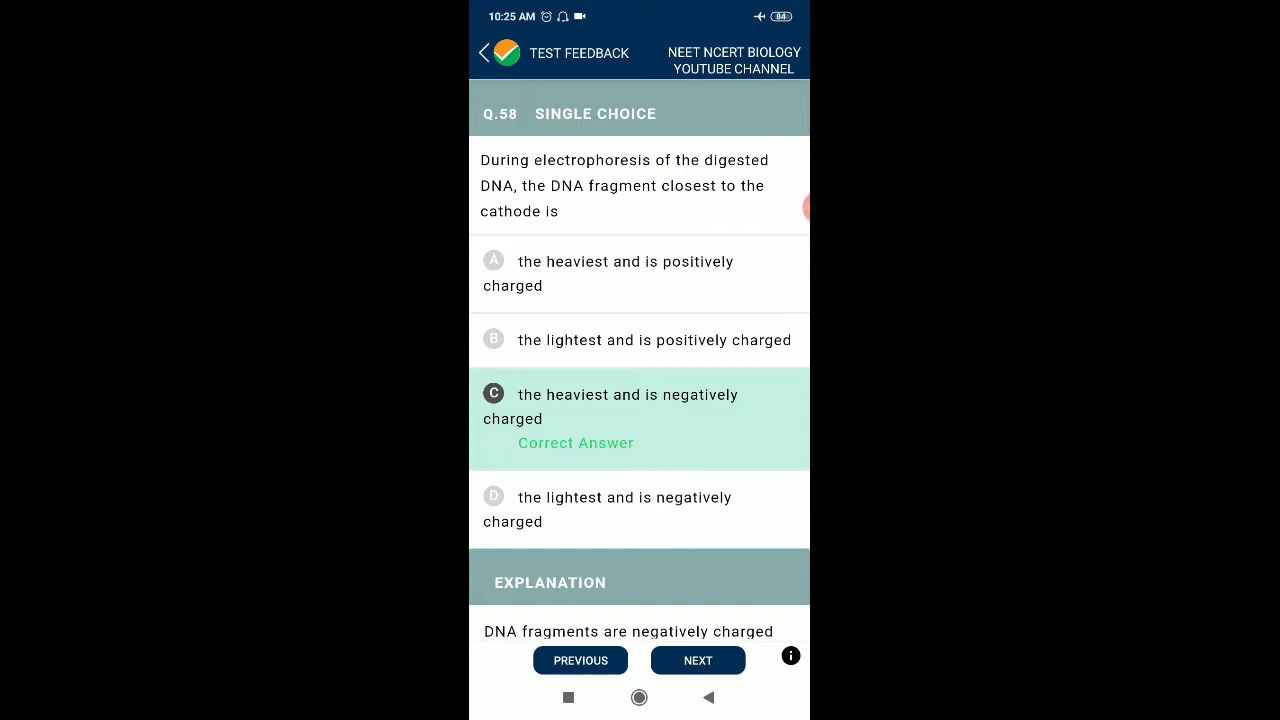 10:25 AM
84
TEST FEEDBACK
NEET NCERT BIOLOGY
YOUTUBE CHANNEL
Q.58 SINGLE CHOICE
During electrophoresis of the digested
DNA, the DNA fragment closest to the
cathode is
A the heaviest and is positively
charged
B the lightest and is positively charged
C the heaviest and is negatively
charged
Correct Answer
D the lightest and is negatively
charged
EXPLANATION
DNA fragments are negatively charged
PREVIOUS
NEXT